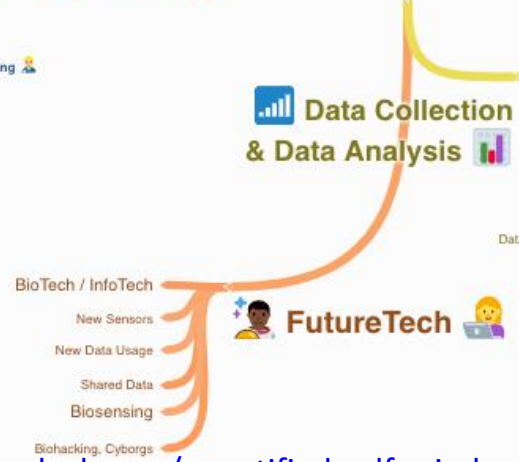 Data Collection
& Data Analysis
BioTech / InfoTech
New Sensors
FutureTech
New Data Usage
Shared Data
Biosensing
Biohacking, Cyborgs